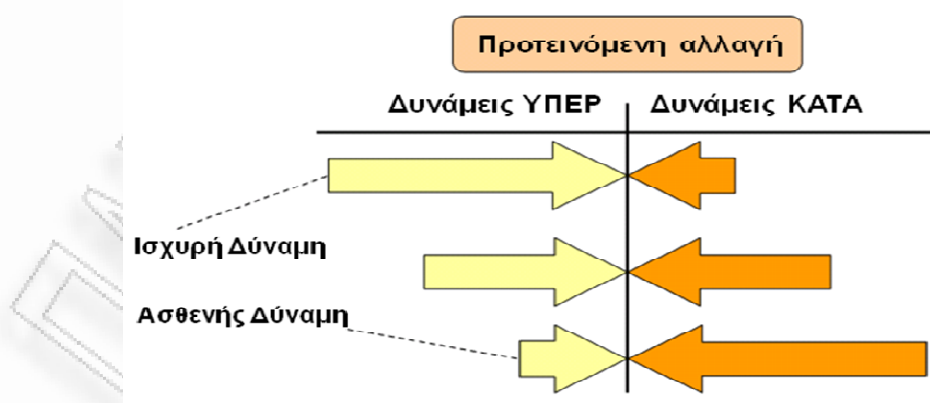 Προτεινόμενη αλλαγή
Δυνάμεις ΥΠΕΡ
Δυνάμεις ΚΑΤΑ
Ισχυρή Δύναμη
Ασθενής Δύναμη